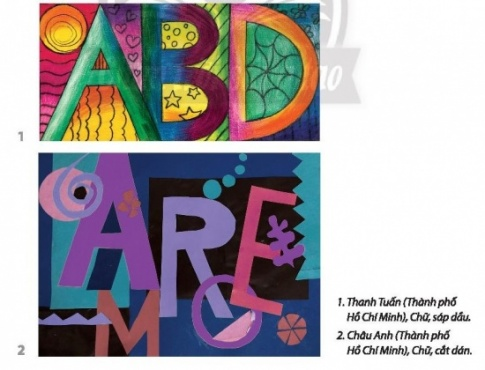 ABD
10
1
ARE
M
2
1. Thanh Tuấn (Thành phố
Hồ Chí Minh), Chữ, sáp dầu.
2. Châu Anh (Thành phố
Hồ Chí Minh), Chữ, cắt dán.